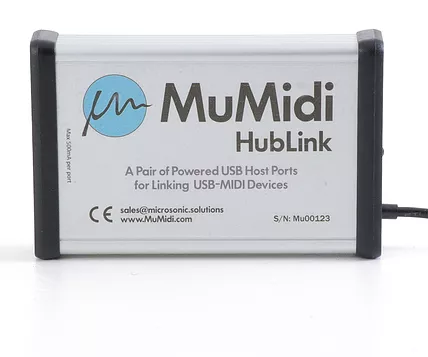 μm MuMidi
HubLink
A Pair of Powered USB Host Ports
for Linking USB-MIDI Devices
Max 500mA per port
CE sales@microsonic.solutions
www.MuMidi.com
S/N: Mu00123